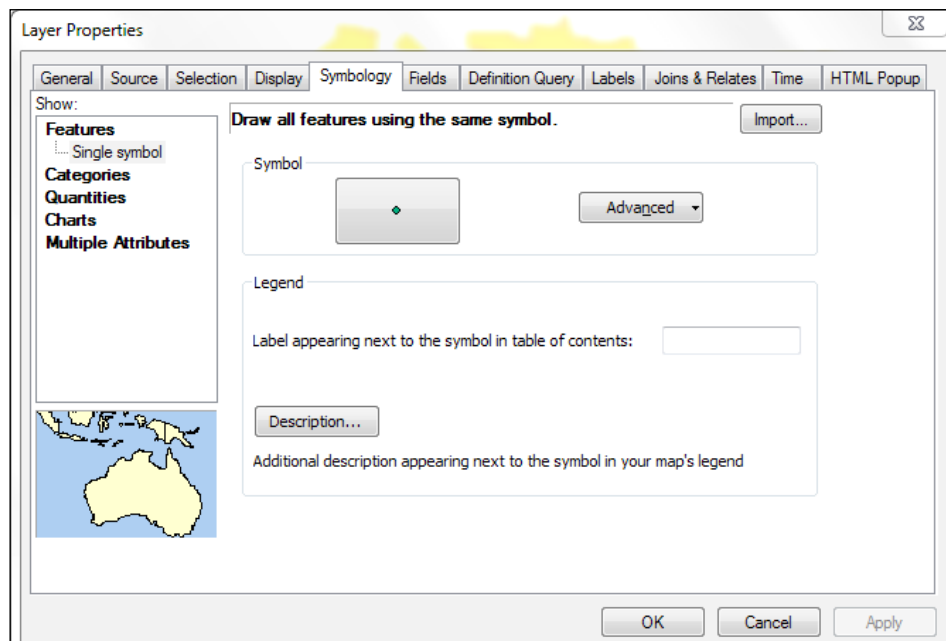 Layer Properties
General Source Selection Display Symbology Fields Definition Query Labels Joins & Relates Time HTML Popup
Show:
Features
Single symbol
Categories
Quantities
Charts
Multiple Attributes
Draw all features using the same symbol.
Import...
Symbol
Advanced
Legend
Label appearing next to the symbol in table of contents:
Description...
Additional description appearing next to the symbol in your map's legend
OK Cancel Apply